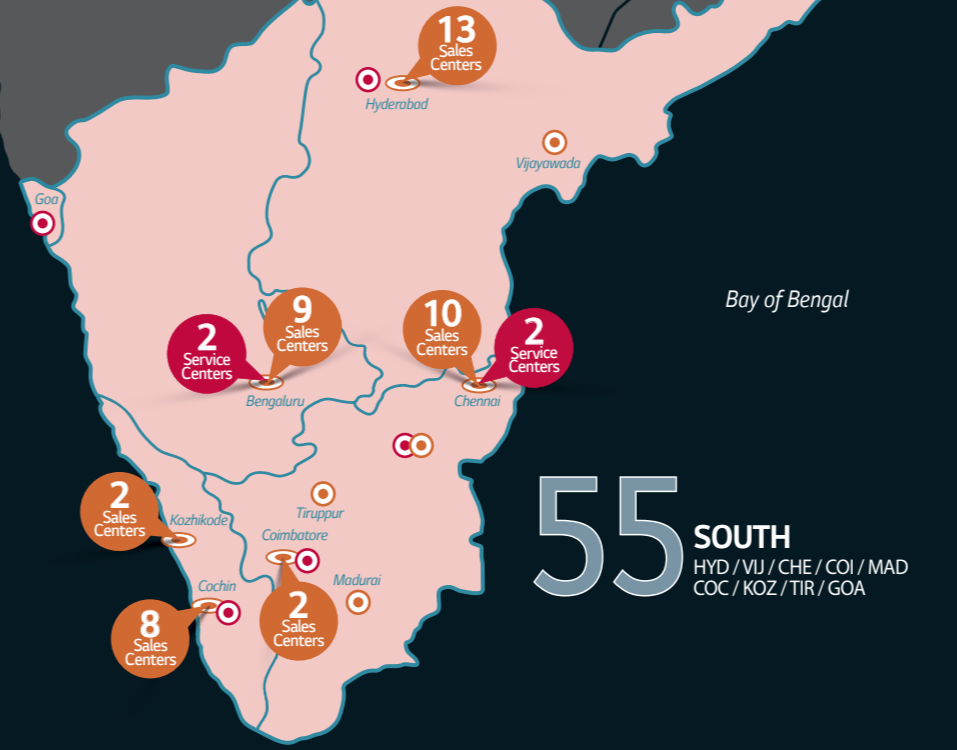 13
Sales
Centers
Hyderabad
Vijayawada
Goa
Bay of Bengal
9
Sales
Centers
2
Service
Centers
Bengaluru
10
Sales
Centers
2
Service
Centers
Chennai
2
Sales
Centers
Kozhikode
Tiruppur
Coimbatore
Madurai
Cochin
2
Sales
Centers
8
Sales
Centers
55
SOUTH
HYD / VIJ / CHE / COI / MAD
COC / KOZ / TIR / GOA